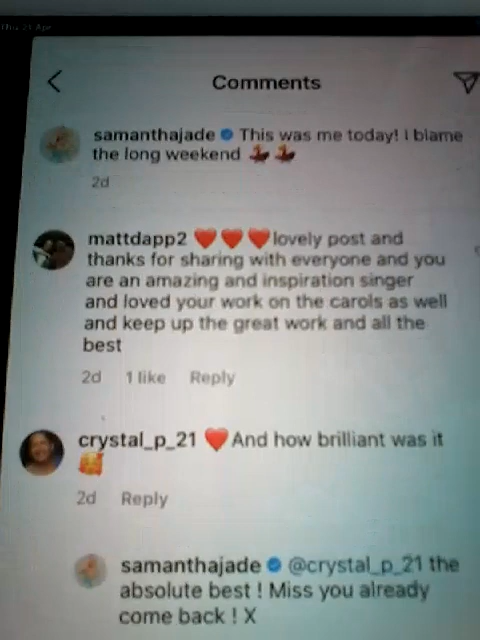 Thu 21 Apr
Comments
samanthajade This was me today! I blame
the long weekend
2d
mattdapp2 ❤️❤️❤️lovely post and
thanks for sharing with everyone and you
are an amazing and inspiration singer
and loved your work on the carols as well
and keep up the great work and all the
best
2d 1 like Reply
crystal_p_21 ❤️And how brilliant was it
🥰
2d Reply
samanthajade @crystal_p_21 the
absolute best ! Miss you already
come back ! X